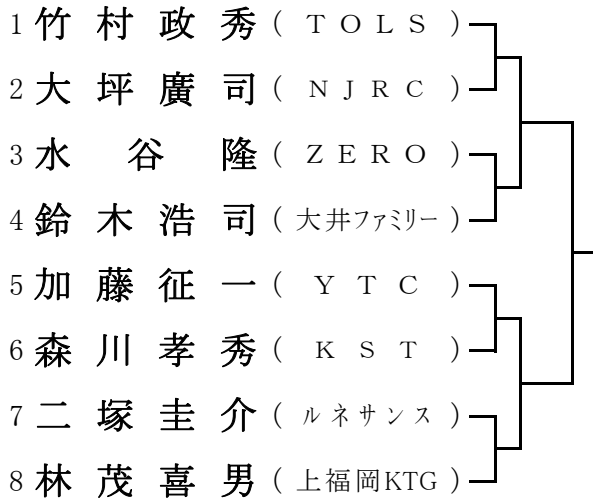 1 竹村政秀 ( TOLS )
2 大坪廣司 ( NJRC )
3 水谷隆 ( ZERO )
4 鈴木浩司 ( 大井ファミリー )
5 加藤征一 ( YTC )
6 森川孝秀 ( KST )
7 二塚圭介 ( ルネサンス )
8 林茂喜男 ( 上福岡KTG )